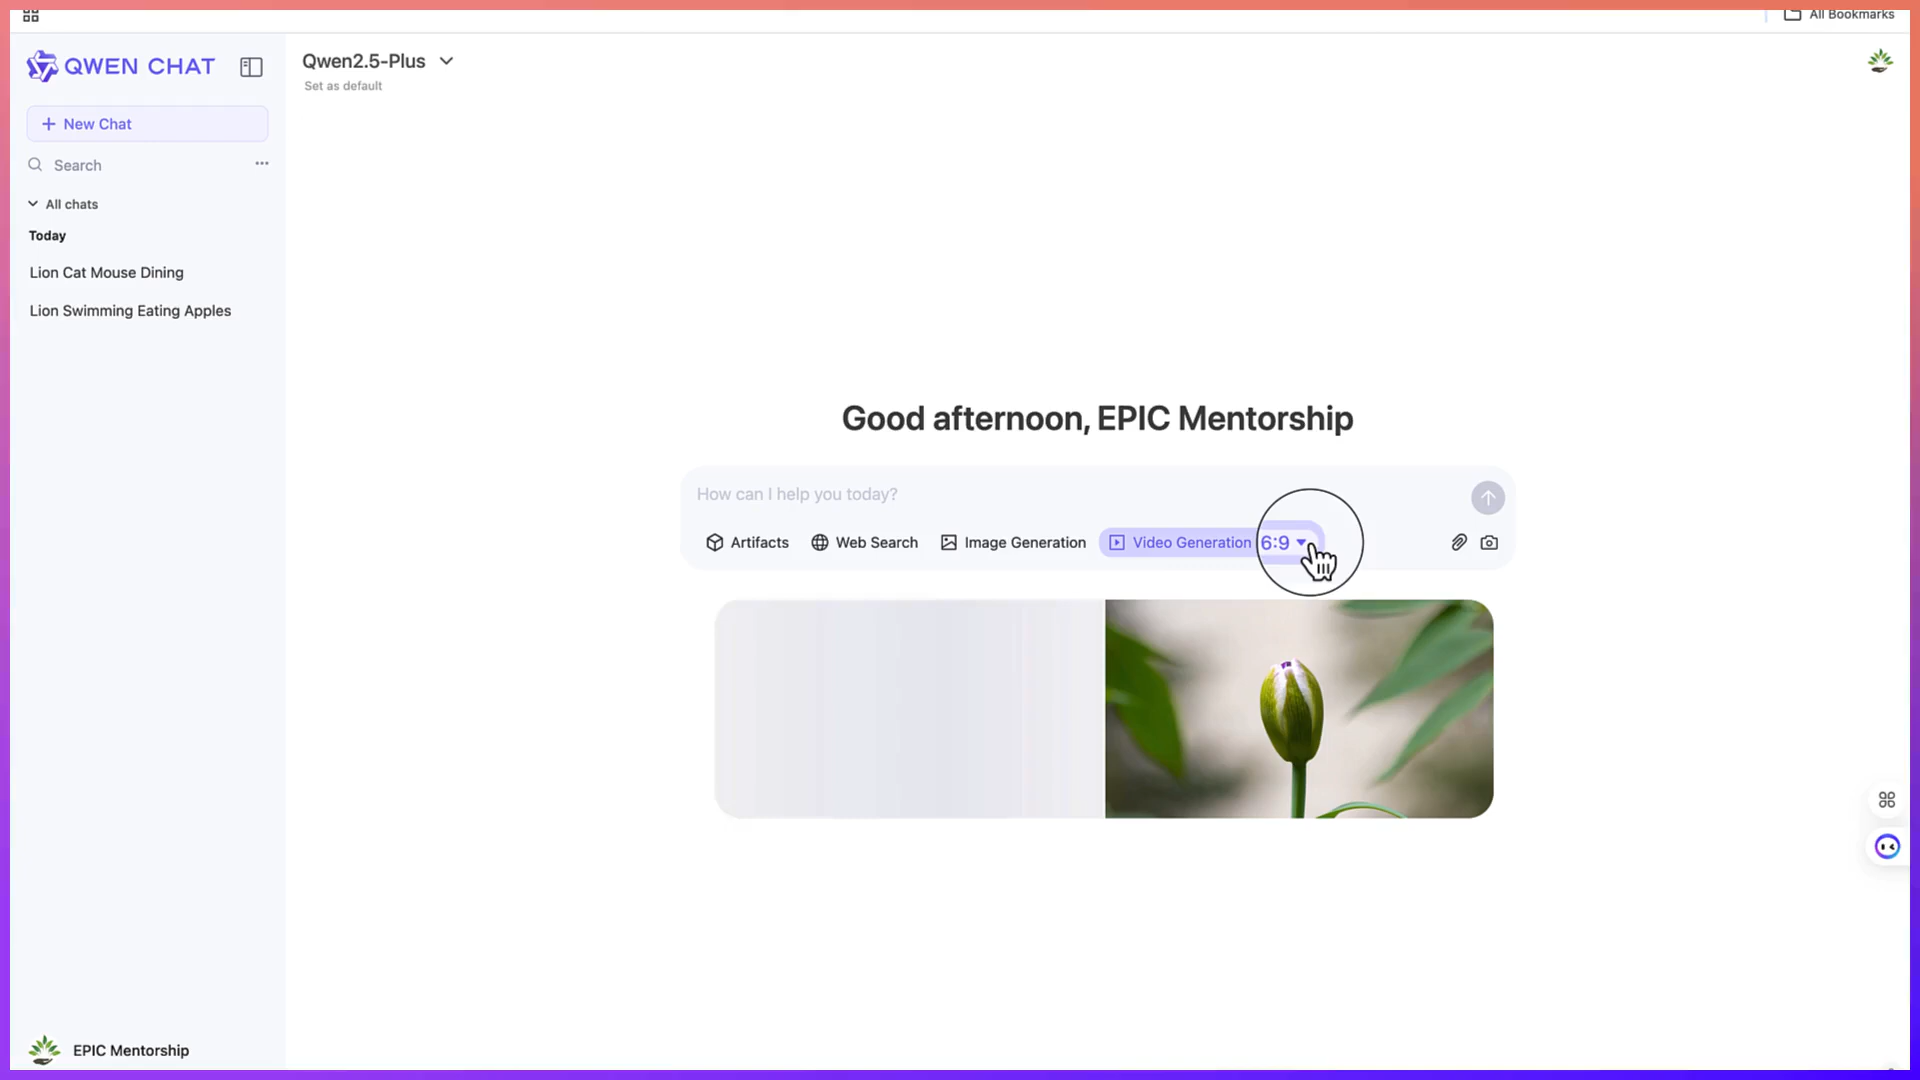 All Bookmarks
QWEN CHAT
Qwen2.5-Plus
Set as default
New Chat
Search
All chats
Today
Lion Cat Mouse Dining
Lion Swimming Eating Apples
Good afternoon, EPIC Mentorship
How can I help you today?
Artifacts
Web Search
Image Generation
Video Generation
6:9
EPIC Mentorship